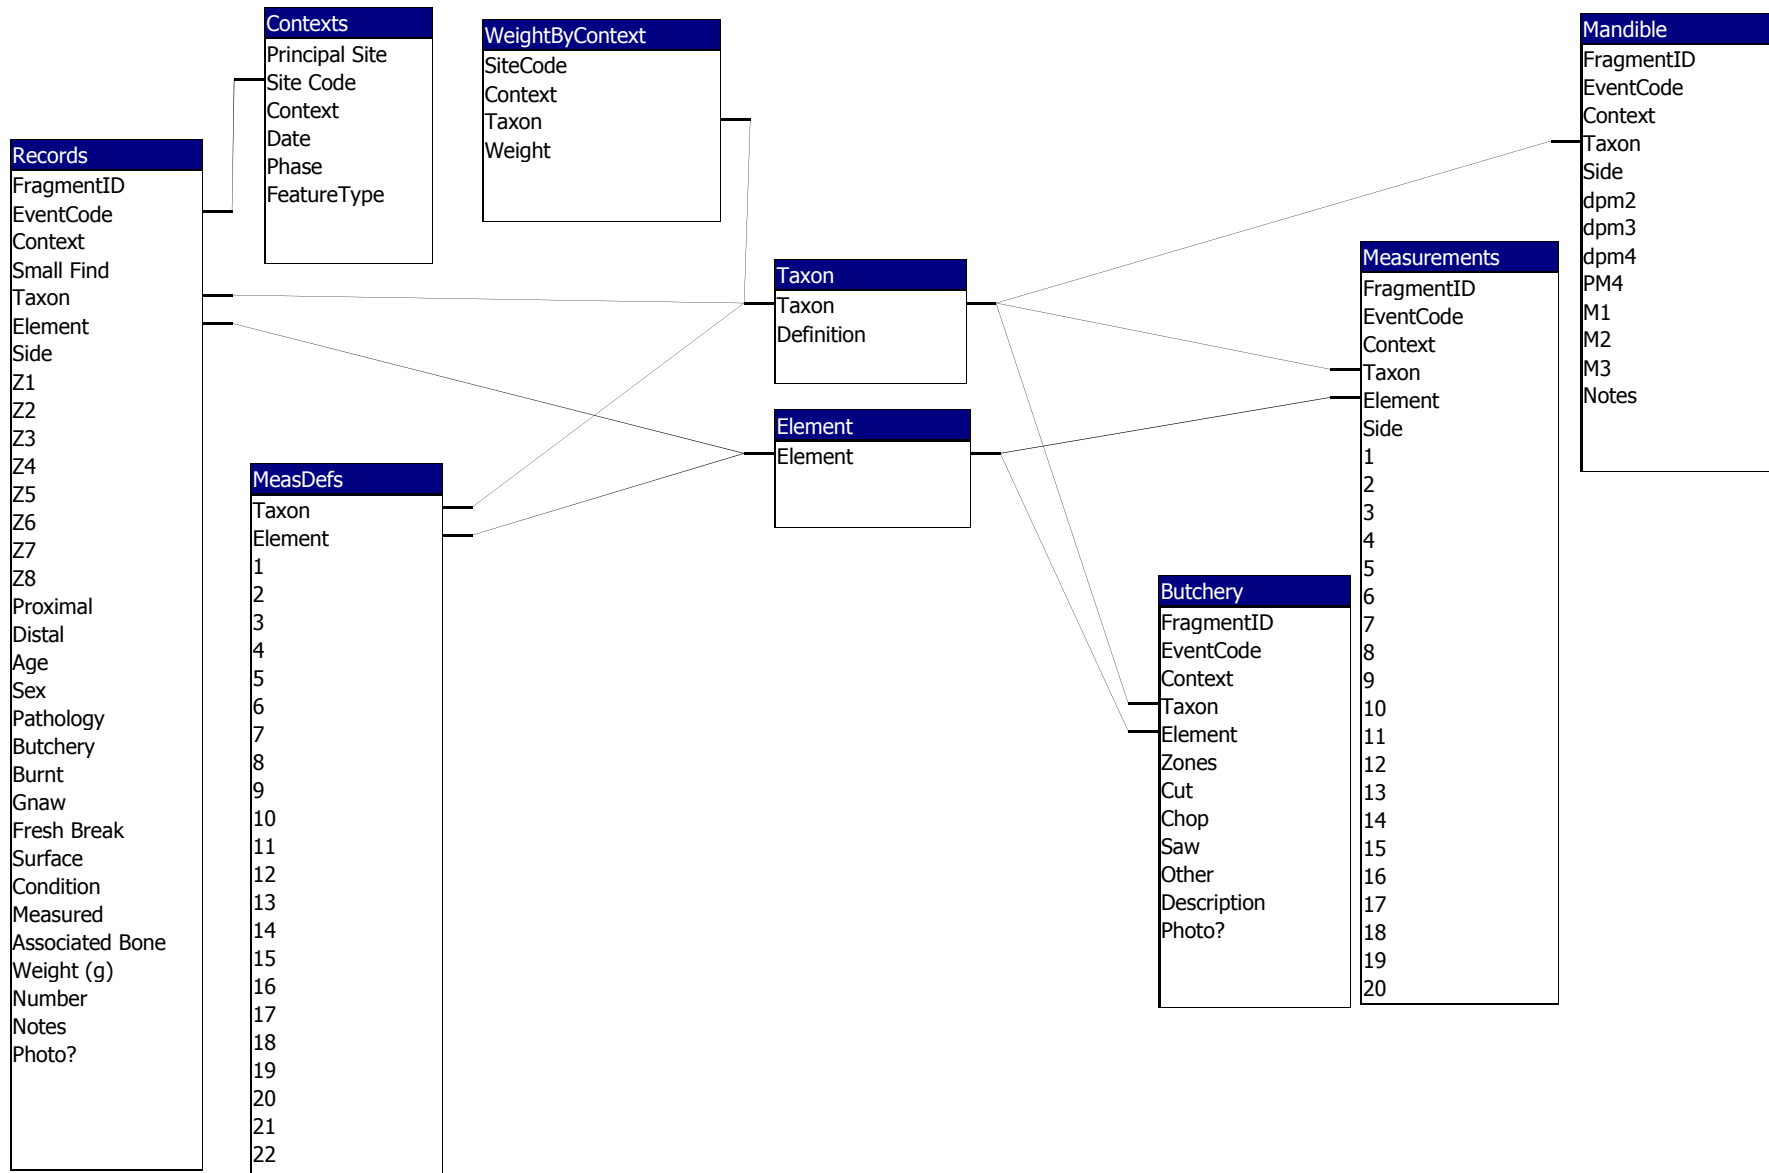 Records
FragmentID
EventCode
Context
Small Find
Taxon
Element
Side
Z1
Z2
Z3
Z4
Z5
Z6
Z7
Z8
Proximal
Distal
Age
Sex
Pathology
Butchery
Burnt
Gnaw
Fresh Break
Surface
Condition
Measured
Associated Bone
Weight (g)
Number
Notes
Photo?
Contexts
Principal Site
Site Code
Context
Date
Phase
FeatureType
MeasDefs
Taxon
Element
1
2
3
4
5
6
7
8
9
10
11
12
13
14
15
16
17
18
19
20
21
22
WeightByContext
SiteCode
Context
Taxon
Weight
Taxon
Taxon
Definition
Element
Element
Butchery
FragmentID
EventCode
Context
Taxon
Element
Zones
Cut
Chop
Saw
Other
Description
Photo?
Measurements
FragmentID
EventCode
Context
Taxon
Element
Side
1
2
3
4
5
6
7
8
9
10
11
12
13
14
15
16
17
18
19
20
Mandible
FragmentID
EventCode
Context
Taxon
Side
dpm2
dpm3
dpm4
PM4
M1
M2
M3
Notes